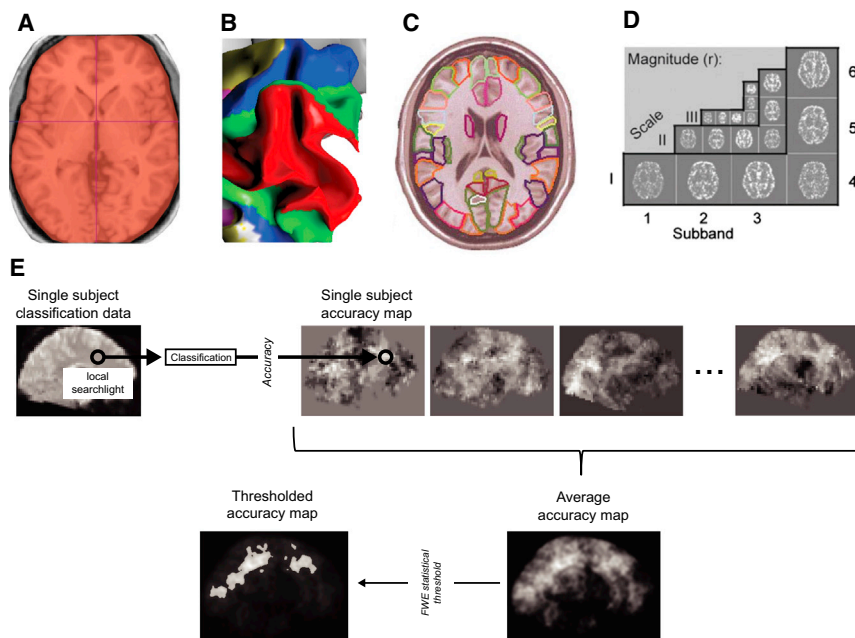 A
B
C
D
Magnitude (r):
Scale
III
II
I
6
5
4
1
2
3
Subband
E
Single subject
classification data
local
searchlight
Classification
Accuracy
Single subject
accuracy map
...
Thresholded
accuracy map
FWE statistical
threshold
Average
accuracy map